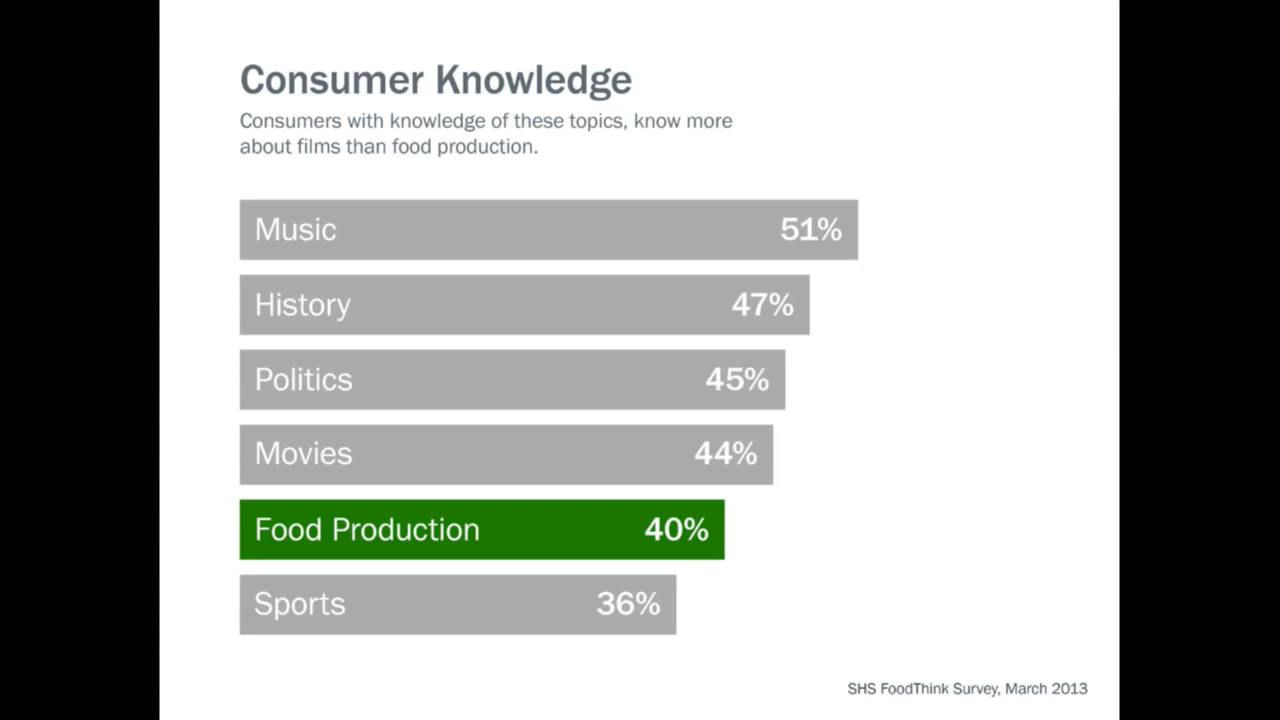 Consumer Knowledge
Consumers with knowledge of these topics, know more
about films than food production.
Music 51%
History 47%
Politics 45%
Movies 44%
Food Production 40%
Sports 36%
SHS FoodThink Survey, March 2013